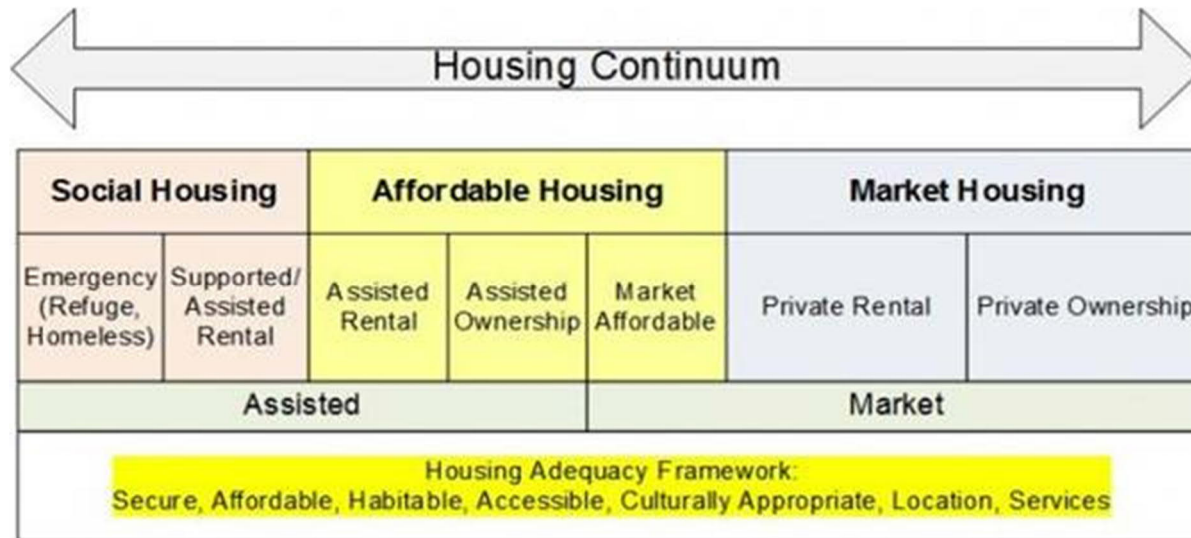 Housing Continuum
Social Housing
Affordable Housing
Market Housing
Emergency
(Refuge,
Homeless)
Supported/
Assisted
Rental
Assisted
Rental
Assisted
Ownership
Market
Affordable
Private Rental
Private Ownership
Assisted
Market
Housing Adequacy Framework:
Secure, Affordable, Habitable, Accessible, Culturally Appropriate, Location, Services